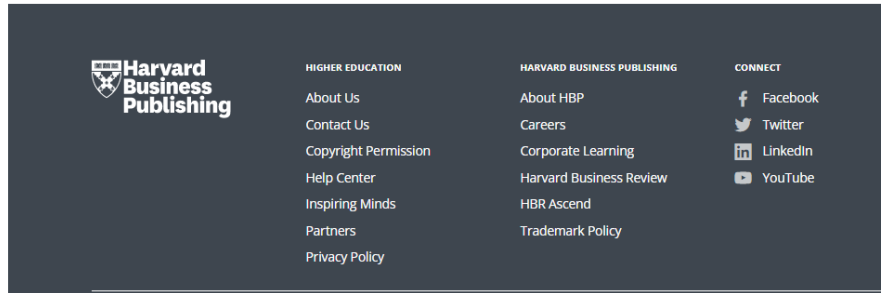 Harvard
Business
Publishing
HIGHER EDUCATION
About Us
Contact Us
Copyright Permission
Help Center
Inspiring Minds
Partners
Privacy Policy
HARVARD BUSINESS PUBLISHING
About HBP
Careers
Corporate Learning
Harvard Business Review
HBR Ascend
Trademark Policy
CONNECT
Facebook
Twitter
LinkedIn
YouTube